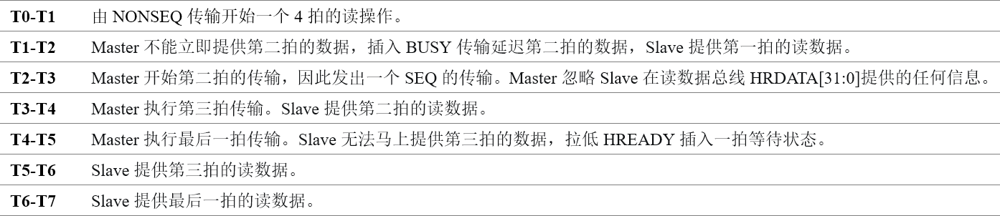 T0-T1 由 NONSEQ 传输开始一个 4 拍的读操作。
T1-T2 Master 不能立即提供第二拍的数据，插入 BUSY 传输延迟第二拍的数据，Slave 提供第一拍的读数据。
T2-T3 Master 开始第二拍的传输，因此发出一个 SEQ 的传输。Master 忽略 Slave 在读数据总线 HRDATA[31:0]提供的任何信息。
T3-T4 Master 执行第三拍传输。Slave 提供第二拍的读数据。
T4-T5 Master 执行最后一拍传输。Slave 无法马上提供第三拍的数据，拉低 HREADY 插入一拍等待状态。
T5-T6 Slave 提供第三拍的读数据。
T6-T7 Slave 提供最后一拍的读数据。